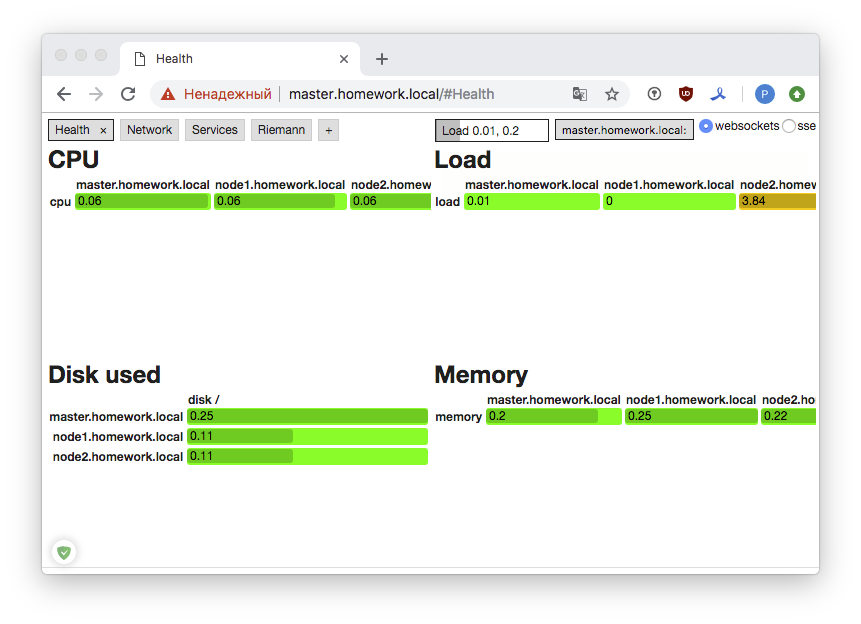 Health
Ненадежный master.homework.local/#Health
Health × Network Services Riemann + Load 0.01, 0.2 master.homework.local: websockets sse
CPU Load
master.homework.local node1.homework.local node2.homew master.homework.local node1.homework.local node2.homew
cpu 0.06 0.06 0.06 load 0.01 0 3.84
Disk used Memory
disk / master.homework.local node1.homework.local node2.ho
master.homework.local 0.25 memory 0.2 0.25 0.22
node1.homework.local 0.11
node2.homework.local 0.11